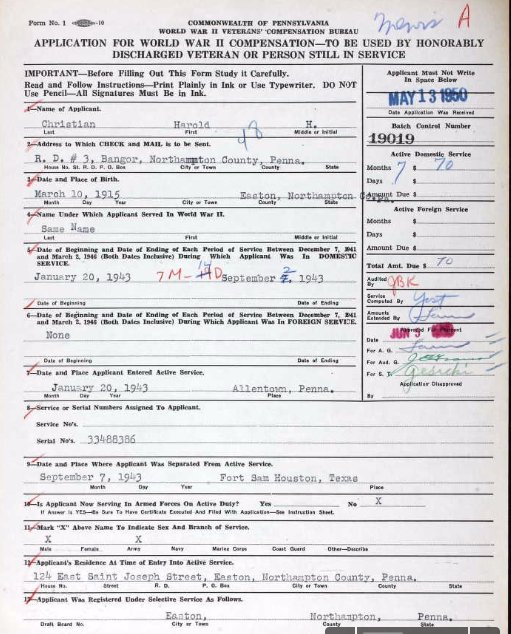 Form No. 1
COMMONWEALTH OF PENNSYLVANIA
WORLD WAR II VETERANS' COMPENSATION BUREAU
A
APPLICATION FOR WORLD WAR II COMPENSATION—TO BE USED BY HONORABLY
DISCHARGED VETERAN OR PERSON STILL IN SERVICE
IMPORTANT—Before Filling Out This Form Study it Carefully.
Read and Follow Instructions—Print Plainly in Ink or Use Typewriter. DO NOT
Use Pencil—All Signatures Must Be in Ink.
Applicant Must Not Write
In Space Below
MAY 13 1950
Date Application Was Received
Batch Control Number
19019
Active Domestic Service
Months 7 $ 70
Days $
Amount Due $
Active Foreign Service
Months $
Days $
Amount Due $
Total Amt. Due $ 70
Audited By JBK
Service Computed By
Amounts Extended By
Approved For Payment
JUN 3
Date
For A. G.
For Aud. G.
For S. T.
Application Disapproved
By
1—Name of Applicant.
Christian Harold H.
Last First Middle or Initial
48
2—Address to Which CHECK and MAIL is to be Sent.
R. D. # 3, Bangor, Northampton County, Penna.
House No. St. R. D. P. O. Box City or Town County State
3—Date and Place of Birth.
March 10, 1915 Easton, Northampton Co. Pa.
Month Day Year City or Town County State
4—Name Under Which Applicant Served In World War II.
Same Name
Last First Middle or Initial
5—Date of Beginning and Date of Ending of Each Period of Service Between December 7, 1941
and March 2, 1946 (Both Dates Inclusive) During Which Applicant Was In DOMESTIC
SERVICE.
January 20, 1943 7 M- 14 D September 7, 1943
Date of Beginning Date of Ending
6—Date of Beginning and Date of Ending of Each Period of Service Between December 7, 1941
and March 2, 1946 (Both Dates Inclusive) During Which Applicant Was In FOREIGN SERVICE.
None
Date of Beginning Date of Ending
7—Date and Place Applicant Entered Active Service.
January 20, 1943 Allentown, Penna.
Month Day Year Place
8—Service or Serial Numbers Assigned To Applicant.
Service No's.
Serial No's. 33488386
9—Date and Place Where Applicant Was Separated From Active Service.
September 7, 1943 Fort Sam Houston, Texas
Month Day Year Place
10—Is Applicant Now Serving In Armed Forces On Active Duty? Yes No X
If Answer is YES—Be Sure To Have Certificate Executed And Filed With Application—See Instruction Sheet.
11—Mark "X" Above Name To Indicate Sex and Branch of Service.
X X
Male Female Army Navy Marine Corps Coast Guard Other—Describe
12—Applicant's Residence At Time of Entry Into Active Service.
124 East Saint Joseph Street, Easton, Northampton County, Penna.
House No. Street R. D. P. O. Box City or Town County State
13—Applicant Was Registered Under Selective Service As Follows.
Easton, Northampton, Penna.
Draft Board No. City or Town County State